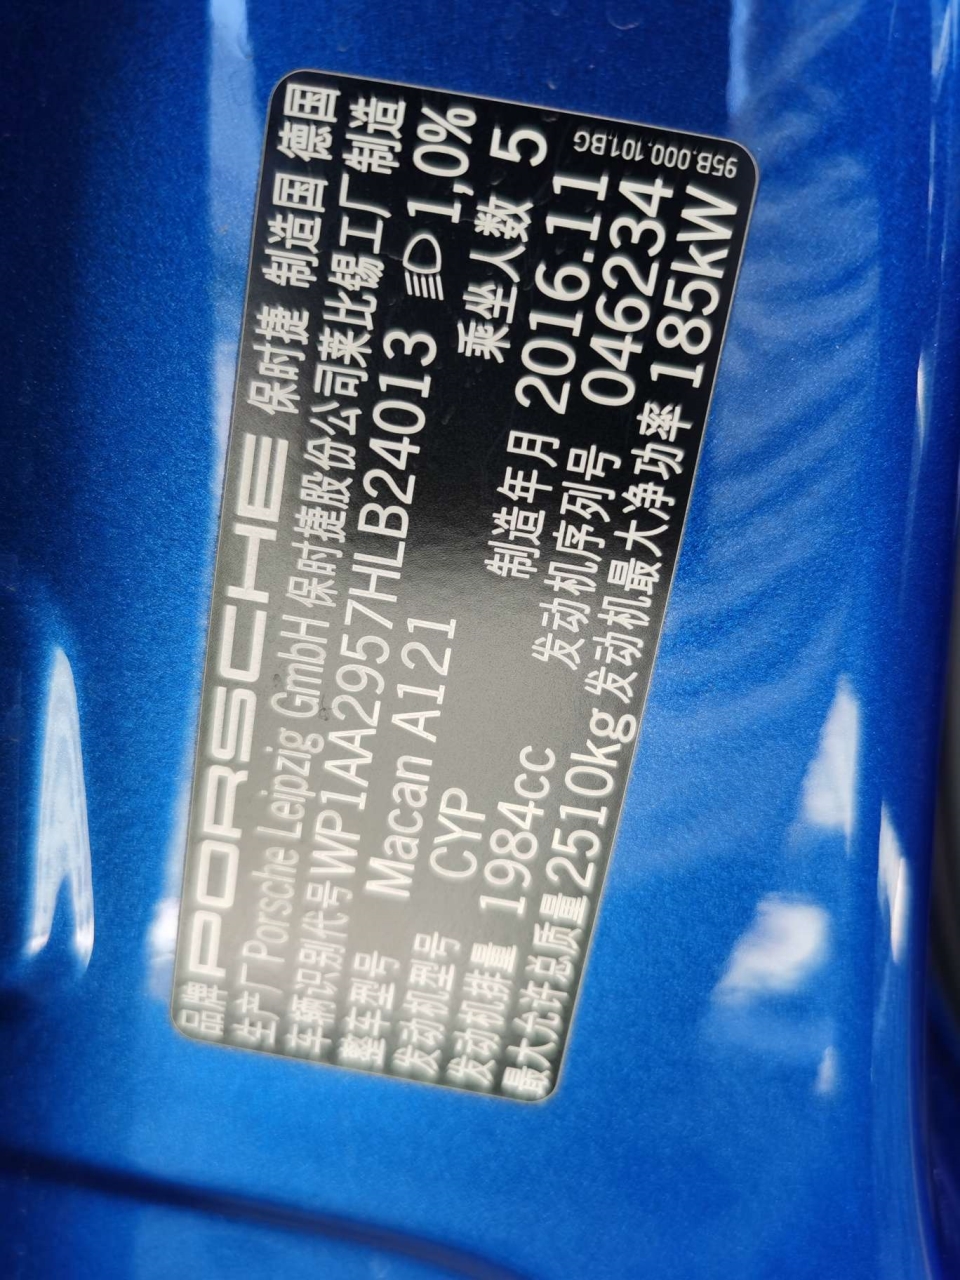 品牌 PORSCHE 保时捷 制造国 德国
生产厂 Porsche Leipzig GmbH 保时捷股份公司莱比锡工厂制造
车辆识别代号 WP1AA2957HLB24013 1,0%
整车型号 Macan A121 乘坐人数 5
发动机型号 CYP 制造年月 2016.11
发动机排量 1984cc 发动机序列号 046234
最大允许总质量 2510kg 发动机最大净功率 185kW
95B.000.101.BG